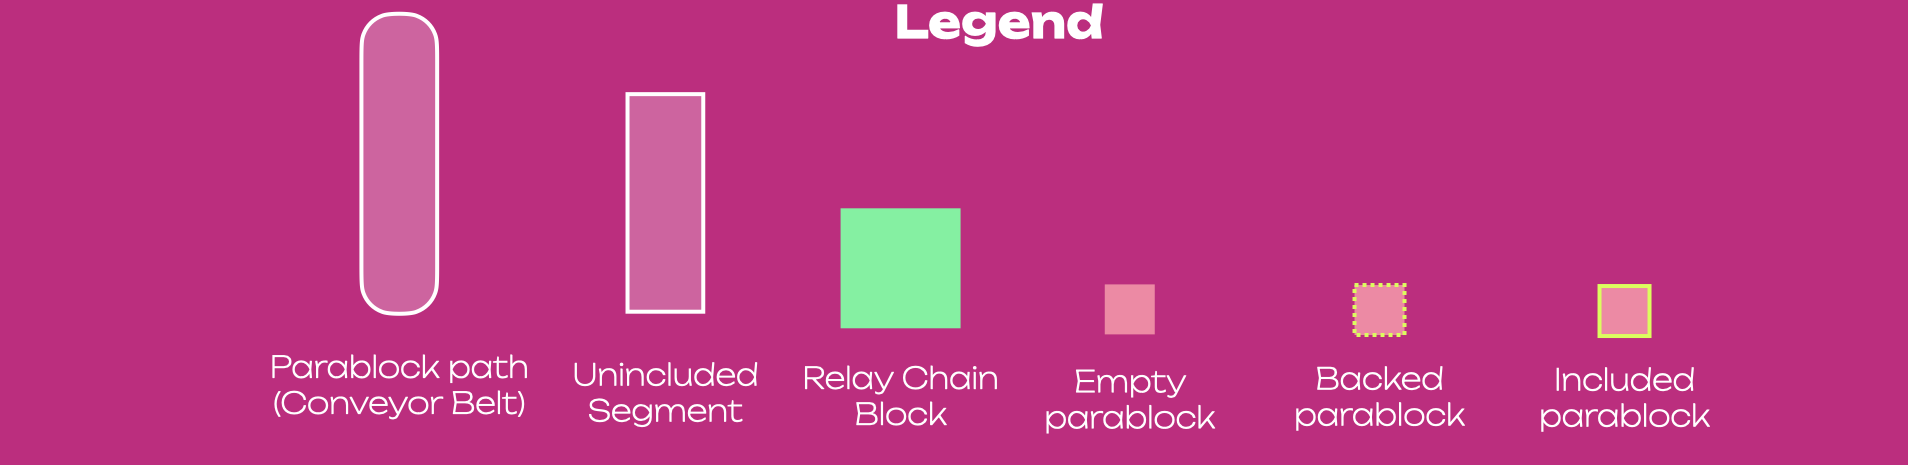 Legend
Parablock path
(Conveyor Belt)
Unincluded
Segment
Relay Chain
Block
Empty
parablock
Backed
parablock
Included
parablock